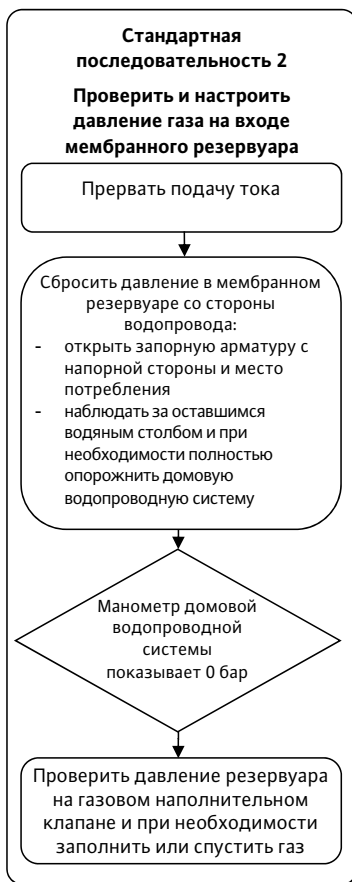 Стандартная
последовательность 2
Проверить и настроить
давление газа на входе
мембранного резервуара
Прервать подачу тока
Сбросить давление в мембранном
резервуаре со стороны
водопровода:
- открыть запорную арматуру с
напорной стороны и место
потребления
- наблюдать за оставшимся
водяным столбом и при
необходимости полностью
опорожнить домовую
водопроводную систему
Манометр домовой
водопроводной
системы
показывает 0 бар
Проверить давление резервуара
на газовом наполнительном
клапане и при необходимости
заполнить или спустить газ